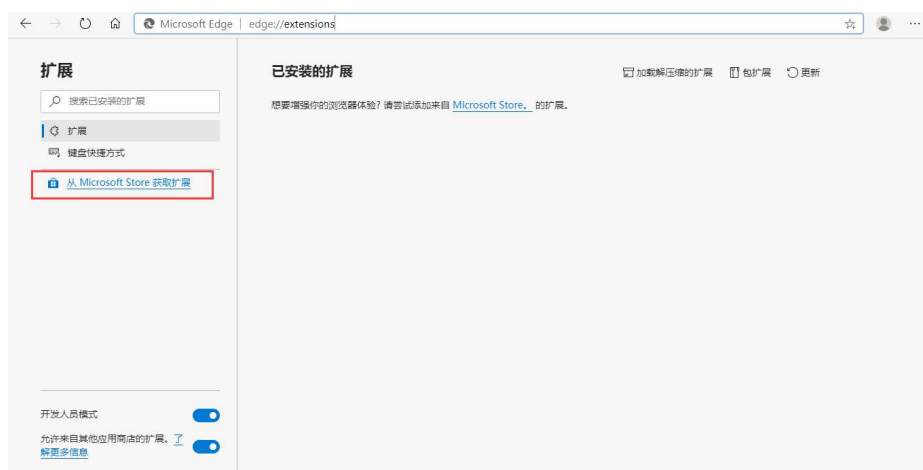 Microsoft Edge | edge://extensions
扩展
搜索已安装的扩展
扩展
键盘快捷方式
从 Microsoft Store 获取扩展
开发人员模式
允许来自其他应用商店的扩展。了
解更多信息
已安装的扩展
加载解压缩的扩展 包扩展 更新
想要增强你的浏览器体验? 请尝试添加来自 Microsoft Store。 的扩展。